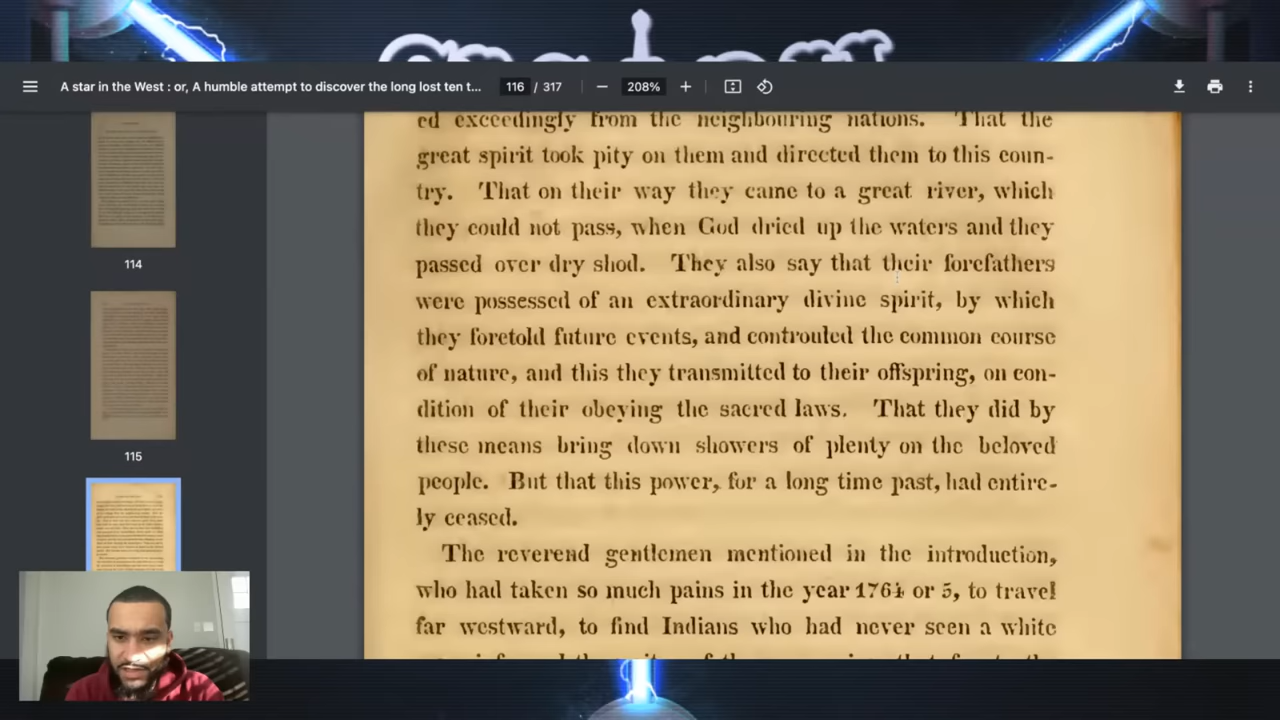 A star in the West : or, A humble attempt to discover the long lost ten t...
116 / 317
208%
ed exceedingly from the neighbouring nations. That the
great spirit took pity on them and directed them to this coun-
try. That on their way they came to a great river, which
they could not pass, when God dried up the waters and they
passed over dry shod. They also say that their forefathers
were possessed of an extraordinary divine spirit, by which
they foretold future events, and controuled the common course
of nature, and this they transmitted to their offspring, on con-
dition of their obeying the sacred laws. That they did by
these means bring down showers of plenty on the beloved
people. But that this power, for a long time past, had entire-
ly ceased.
The reverend gentlemen mentioned in the introduction,
who had taken so much pains in the year 1764 or 5, to travel
far westward, to find Indians who had never seen a white
114
115